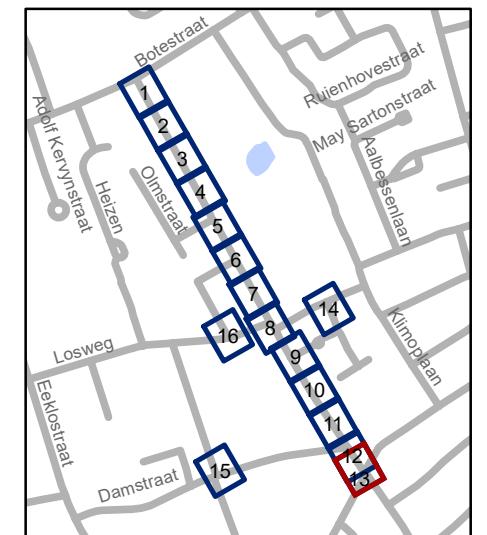 Botestraat
Ruienhovestraat
May Sartonstraat
Adolf Kervynstraat
Heizen
Olmstraat
Aalbessenlaan
1
2
3
4
5
6
7
8
14
16
9
Losweg
Klimoplaan
10
Eeklostraat
11
12
15
13
Damstraat